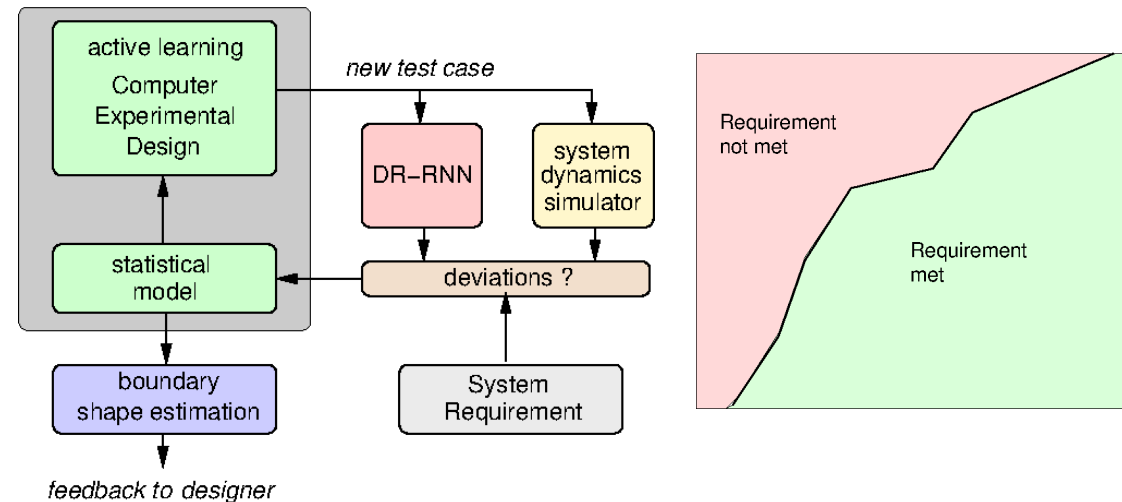 active learning
Computer
Experimental
Design
new test case
DR-RNN
system
dynamics
simulator
statistical
model
deviations ?
boundary
shape estimation
System
Requirement
feedback to designer
Requirement
not met
Requirement
met